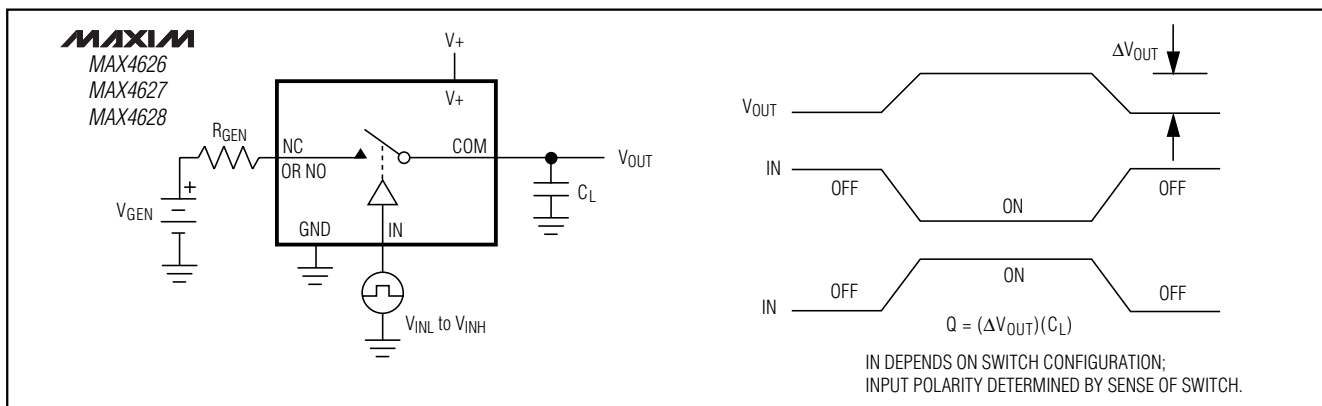 MAXIM
MAX4626
MAX4627
MAX4628
V+
V+
RGEN
NC
OR NO
COM
VOUT
CL
+
VGEN
GND
IN
VINL to VINH
ΔVOUT
VOUT
IN
OFF
ON
OFF
IN
OFF
ON
OFF
Q = (ΔVOUT)(CL)
IN DEPENDS ON SWITCH CONFIGURATION;
INPUT POLARITY DETERMINED BY SENSE OF SWITCH.